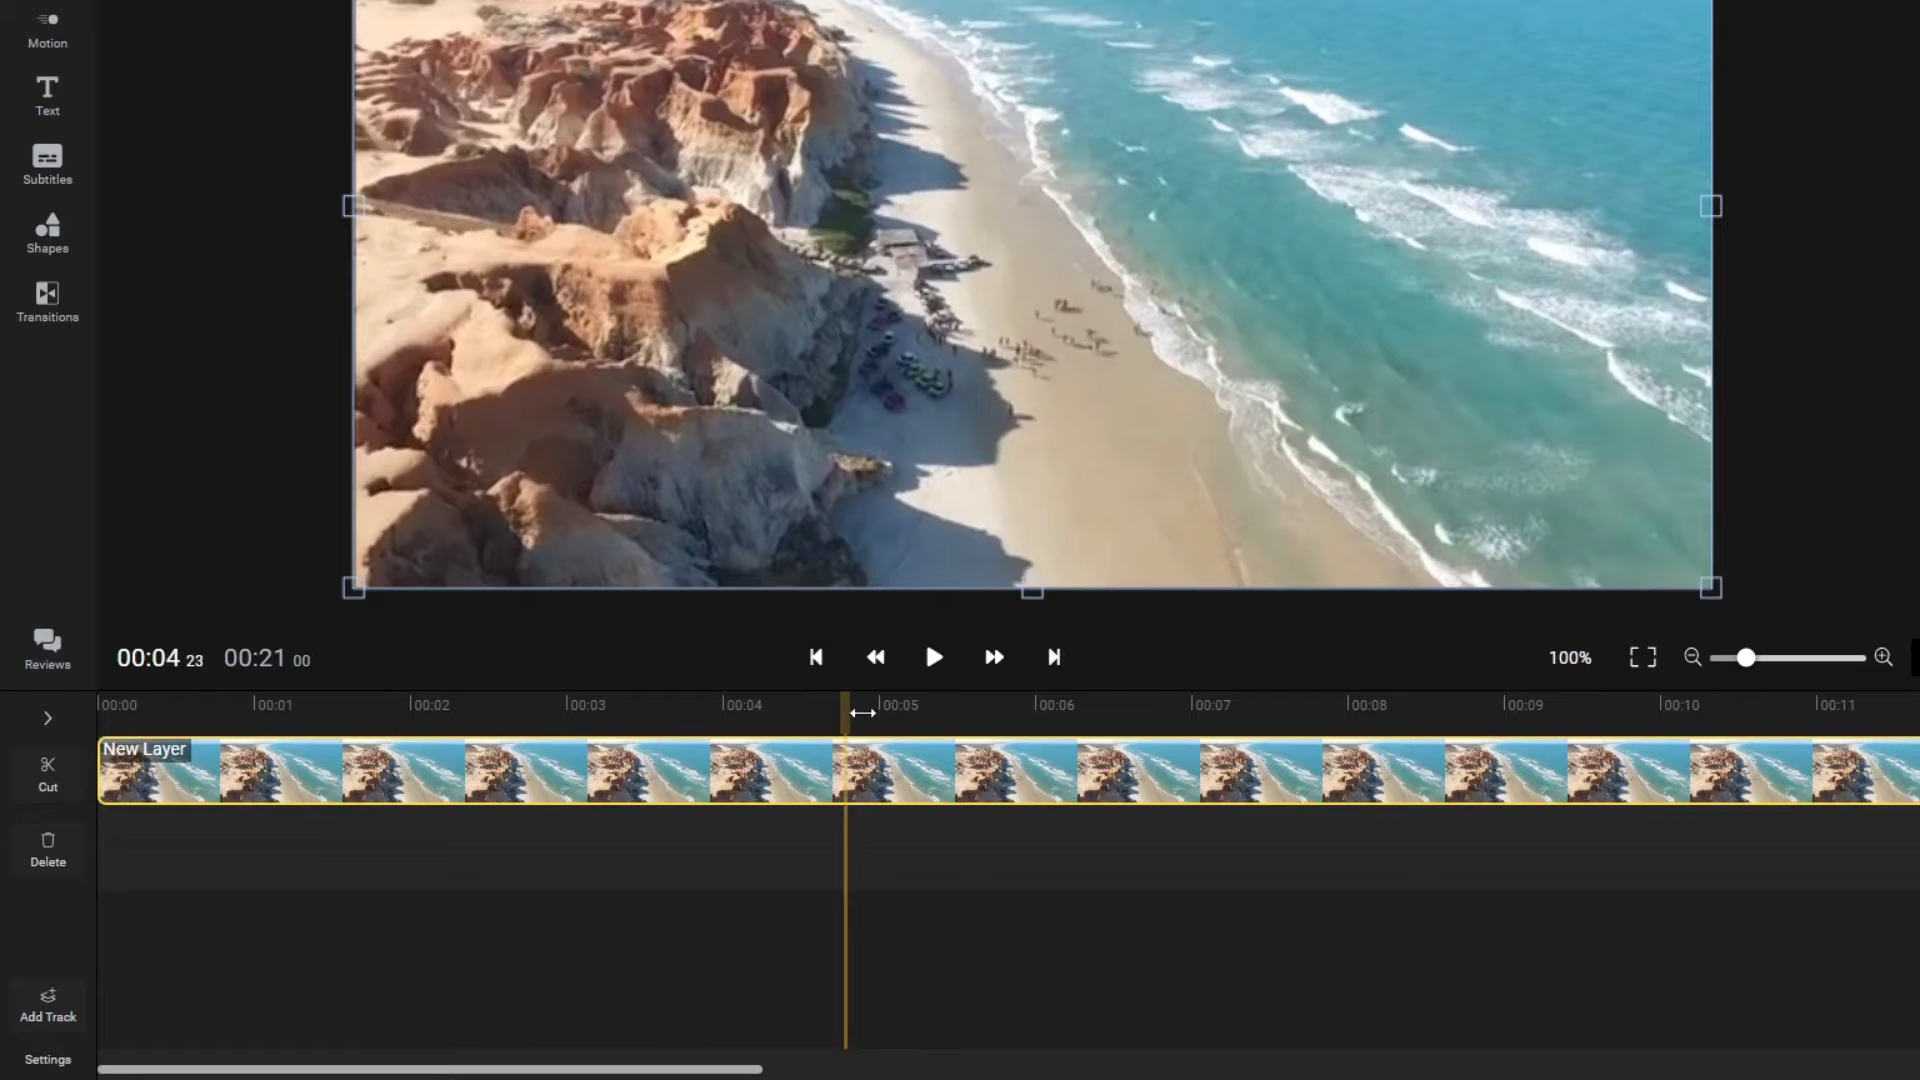 Motion
Text
Subtitles
Shapes
Transitions
Reviews
00:04 23 00:21 00
100%
00:00 00:01 00:02 00:03 00:04 00:05 00:06 00:07 00:08 00:09 00:10 00:11
New Layer
Cut
Delete
Add Track
Settings